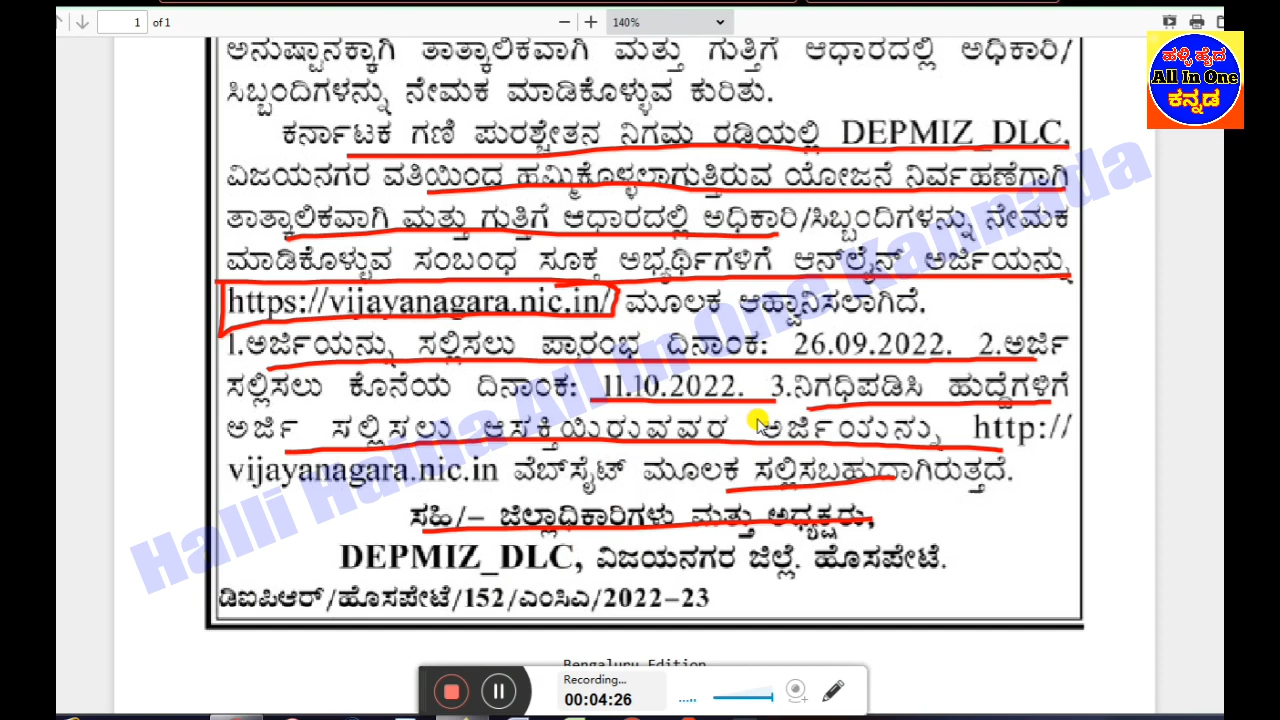 1 of 1
140%
ಅನುಷ್ಠಾನಕ್ಕಾಗಿ ತಾತ್ಕಾಲಿಕವಾಗಿ ಮತ್ತು ಗುತ್ತಿಗೆ ಆಧಾರದಲ್ಲಿ ಅಧಿಕಾರಿ/
ಸಿಬ್ಬಂದಿಗಳನ್ನು ನೇಮಕ ಮಾಡಿಕೊಳ್ಳುವ ಕುರಿತು.
ಕರ್ನಾಟಕ ಗಣಿ ಪುರಶ್ಚೇತನ ನಿಗಮ ರಡಿಯಲ್ಲಿ DEPMIZ_DLC,
ವಿಜಯನಗರ ವತಿಯಿಂದ ಹಮ್ಮಿಕೊಳ್ಳಲಾಗುತ್ತಿರುವ ಯೋಜನೆ ನಿರ್ವಹಣೆಗಾಗಿ
ತಾತ್ಕಾಲಿಕವಾಗಿ ಮತ್ತು ಗುತ್ತಿಗೆ ಆಧಾರದಲ್ಲಿ ಅಧಿಕಾರಿ/ಸಿಬ್ಬಂದಿಗಳನ್ನು ನೇಮಕ
ಮಾಡಿಕೊಳ್ಳುವ ಸಂಬಂಧ ಸೂಕ್ತ ಅಭ್ಯರ್ಥಿಗಳಿಗೆ ಆನ್‌ಲೈನ್ ಅರ್ಜಿಯನ್ನು
https://vijayanagara.nic.in/ ಮೂಲಕ ಆಹ್ವಾನಿಸಲಾಗಿದೆ.
1.ಅರ್ಜಿಯನ್ನು ಸಲ್ಲಿಸಲು ಪ್ರಾರಂಭ ದಿನಾಂಕ: 26.09.2022. 2.ಅರ್ಜಿ
ಸಲ್ಲಿಸಲು ಕೊನೆಯ ದಿನಾಂಕ: 11.10.2022. 3.ನಿಗಧಿಪಡಿಸಿ ಹುದ್ದೆಗಳಿಗೆ
ಅರ್ಜಿ ಸಲ್ಲಿಸಲು ಆಸಕ್ತಿಯಿರುವವರ ಅರ್ಜಿಯನ್ನು http://
vijayanagara.nic.in ವೆಬ್‌ಸೈಟ್ ಮೂಲಕ ಸಲ್ಲಿಸಬಹುದಾಗಿರುತ್ತದೆ.
ಸಹಿ/– ಜಿಲ್ಲಾಧಿಕಾರಿಗಳು ಮತ್ತು ಅಧ್ಯಕ್ಷರು,
DEPMIZ_DLC, ವಿಜಯನಗರ ಜಿಲ್ಲೆ. ಹೊಸಪೇಟೆ.
ಡಿಐಪಿಆರ್/ಹೊಸಪೇಟೆ/152/ಎಂಸಿಎ/2022–23
Bengaluru Edition
Recording...
00:04:26
ಹಳ್ಳಿ ಹೈದ
All In One
ಕನ್ನಡ
Halli Haida All In One Kannada